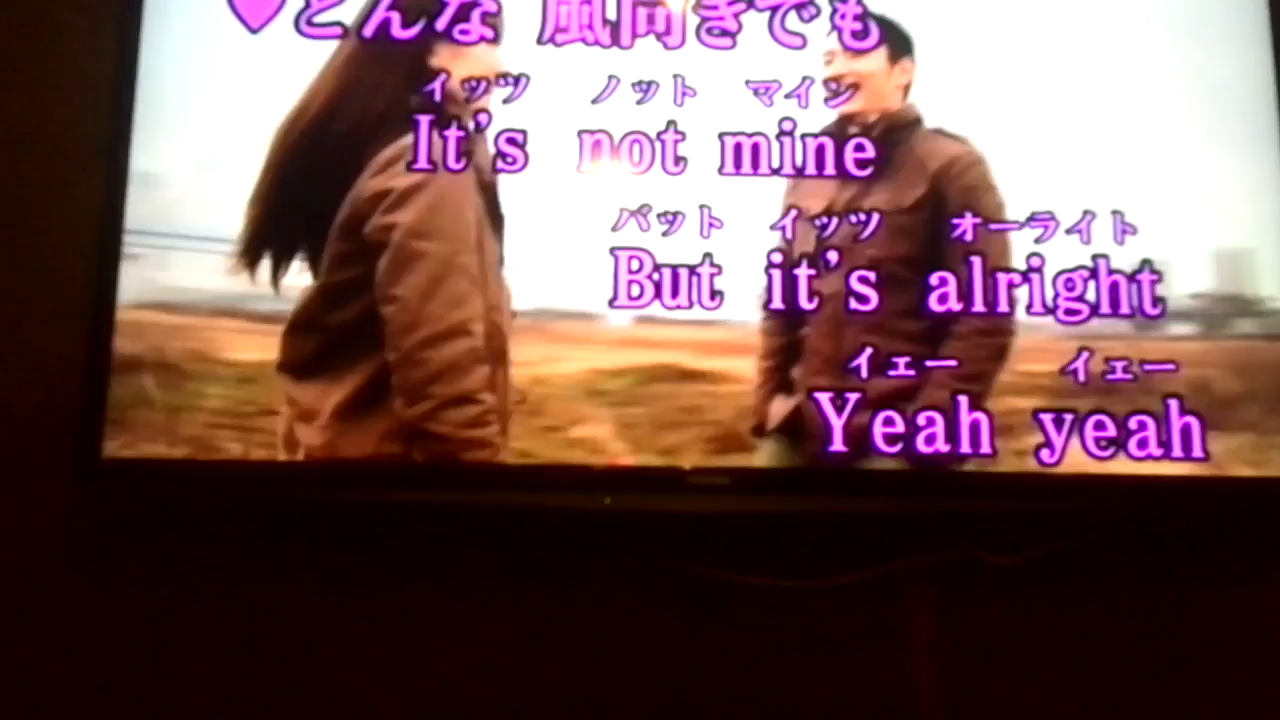 ♥どんな 風向きでも
イッツ ノット マイン
It's not mine
バット イッツ オーライト
But it's alright
イェー イェー
Yeah yeah